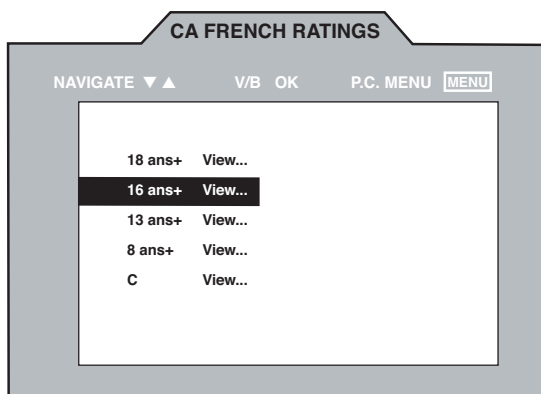 CA FRENCH RATINGS
NAVIGATE ▼ ▲ V/B OK P.C. MENU MENU
18 ans+ View...
16 ans+ View...
13 ans+ View...
8 ans+ View...
C View...